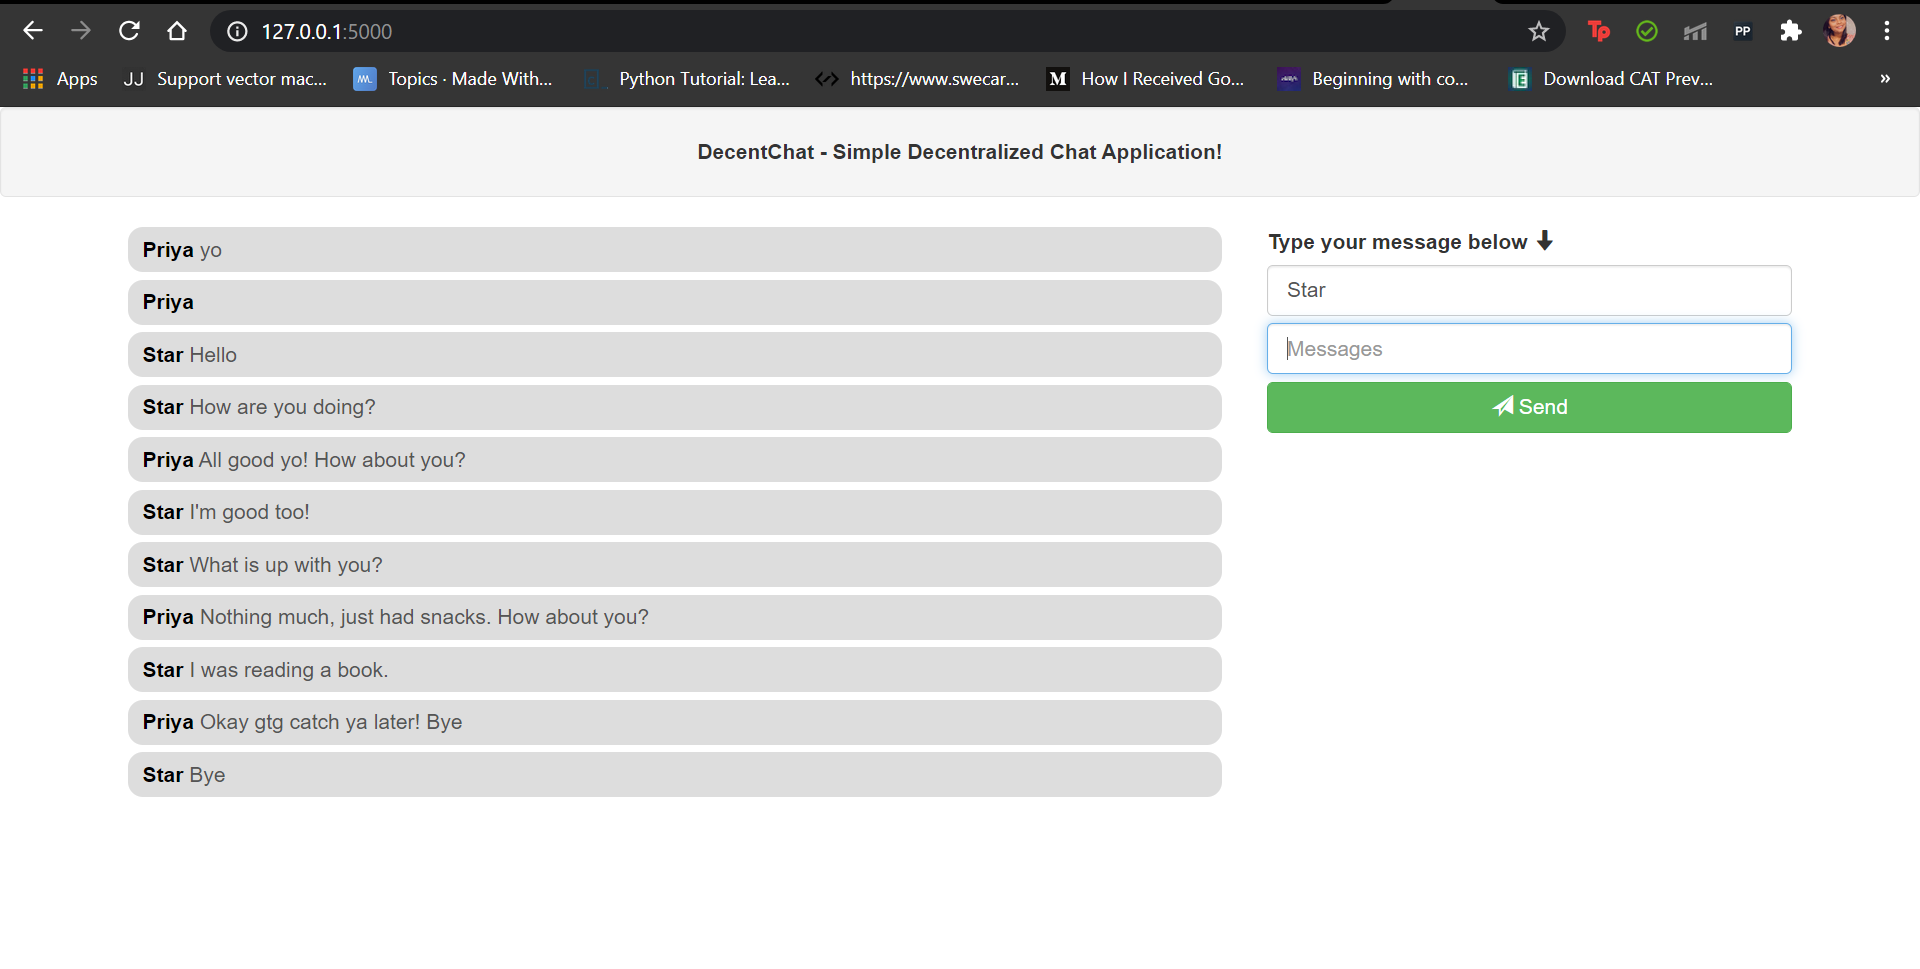 127.0.0.1:5000
Tp
PP
Apps JJ Support vector mac... Topics · Made With... Python Tutorial: Lea... https://www.swecar... M How I Received Go... Beginning with co... Download CAT Prev... »
DecentChat - Simple Decentralized Chat Application!
Priya yo
Priya
Star Hello
Star How are you doing?
Priya All good yo! How about you?
Star I'm good too!
Star What is up with you?
Priya Nothing much, just had snacks. How about you?
Star I was reading a book.
Priya Okay gtg catch ya later! Bye
Star Bye
Type your message below
Star
Messages
Send